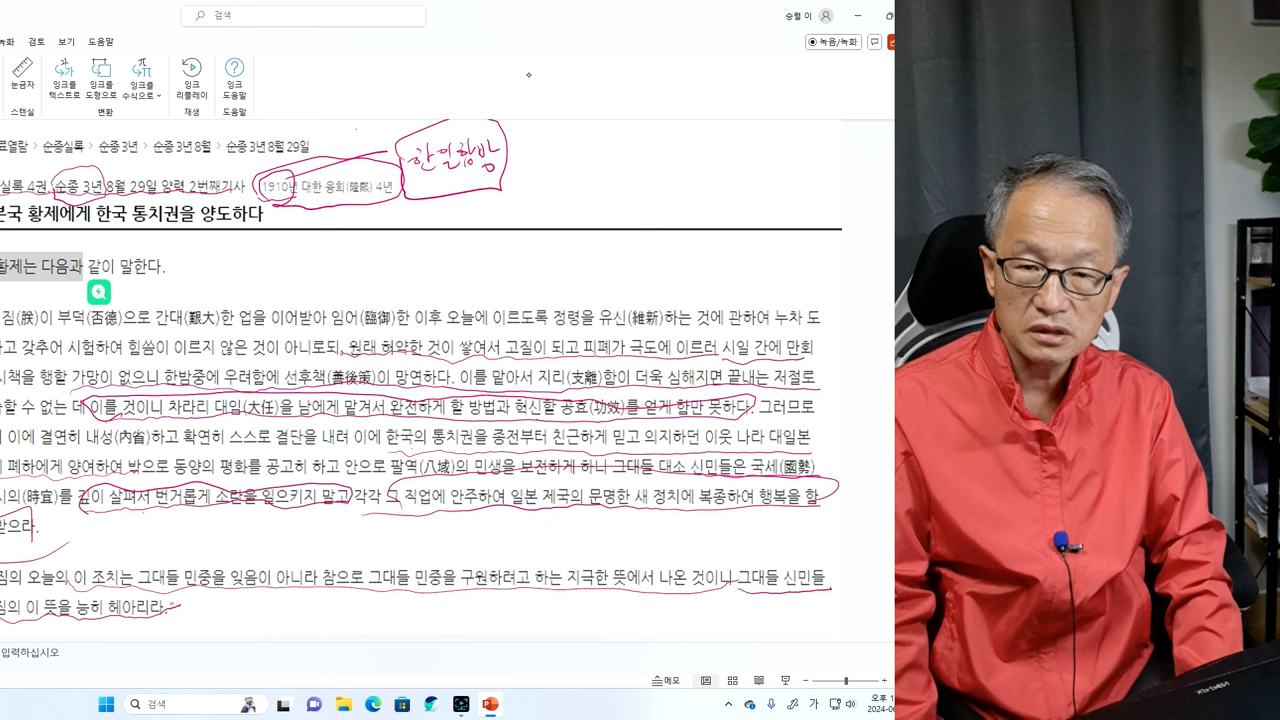 검색
승렬 이
녹화 검토 보기 도움말
녹음/녹화
눈금자
잉크를 텍스트로
잉크를 도형으로
잉크를 수식으로
잉크 리플레이
잉크 도움말
스텐실 변환 재생 도움말
료열람 > 순종실록 > 순종 3년 > 순종 3년 8월 > 순종 3년 8월 29일
한일합방
실록 4권, 순종 3년 8월 29일 양력 2번째기사 1910년 대한 융희(隆熙) 4년
본국 황제에게 한국 통치권을 양도하다
황제는 다음과 같이 말한다.
짐(朕)이 부덕(否德)으로 간대(艱大)한 업을 이어받아 임어(臨御)한 이후 오늘에 이르도록 정령을 유신(維新)하는 것에 관하여 누차 도
하고 갖추어 시험하여 힘씀이 이르지 않은 것이 아니로되, 원래 허약한 것이 쌓여서 고질이 되고 피폐가 극도에 이르러 시일 간에 만회
시책을 행할 가망이 없으니 한밤중에 우려함에 선후책(善後策)이 망연하다. 이를 맡아서 지리(支離)함이 더욱 심해지면 끝내는 저절로
습할 수 없는 데 이를 것이니 차라리 대임(大任)을 남에게 맡겨서 완전하게 할 방법과 혁신할 공효(功效)를 얻게 함만 못하다. 그러므로
이 이에 결연히 내성(內省)하고 확연히 스스로 결단을 내려 이에 한국의 통치권을 종전부터 친근하게 믿고 의지하던 이웃 나라 대일본
폐하에게 양여하여 밖으로 동양의 평화를 공고히 하고 안으로 팔역(八域)의 민생을 보전하게 하니 그대들 대소 신민들은 국세(國勢)
시의(時宜)를 깊이 살펴서 번거롭게 소란을 일으키지 말고 각각 그 직업에 안주하여 일본 제국의 문명한 새 정치에 복종하여 행복을 함
받으라.
짐의 오늘의 이 조치는 그대들 민중을 잊음이 아니라 참으로 그대들 민중을 구원하려고 하는 지극한 뜻에서 나온 것이니 그대들 신민들
짐의 이 뜻을 능히 헤아리라."
입력하십시오
메모
검색
가
오후 1
2024-0